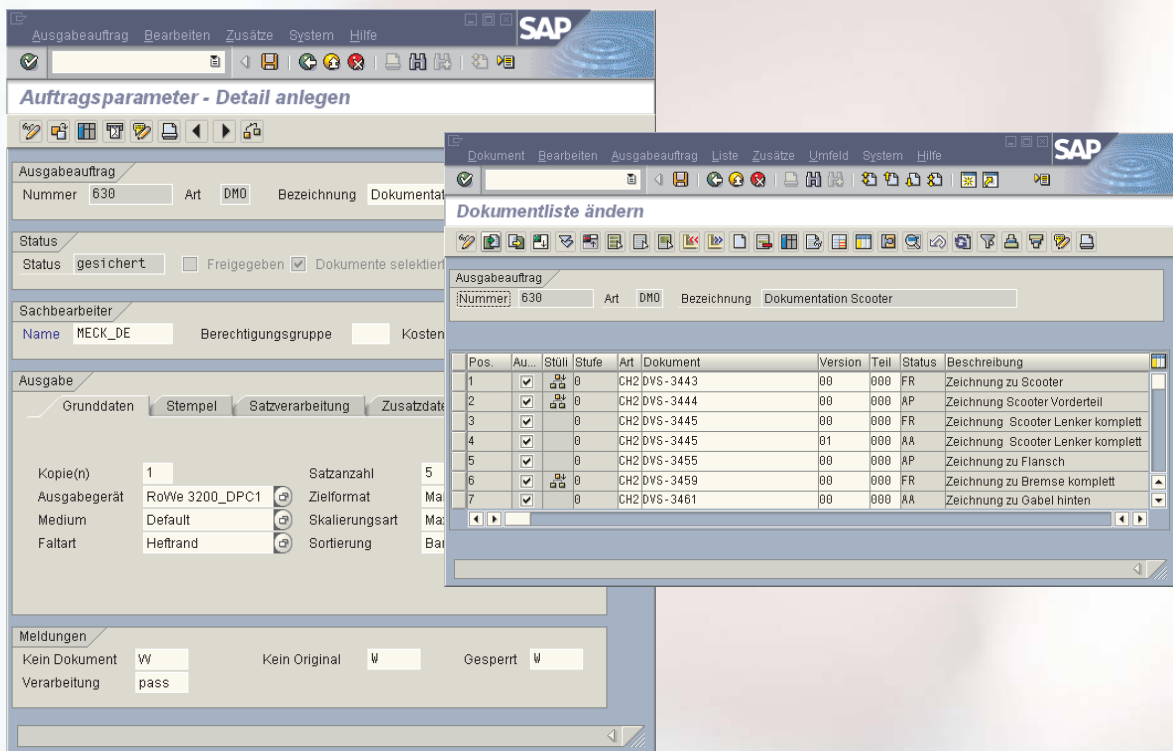 SAP
Ausgabeauftrag Bearbeiten Zusätze System Hilfe
Auftragsparameter - Detail anlegen
Ausgabeauftrag
Nummer 630 Art DMO Bezeichnung Dokumentat
Status
Status gesichert Freigegeben Dokumente selektiert
Sachbearbeiter
Name MECK_DE Berechtigungsgruppe Kosten
Ausgabe
Grunddaten Stempel Satzverarbeitung Zusatzdate
Kopie(n) 1 Satzanzahl 5
Ausgabegerät RoWe 3200_DPC1 Zielformat Mal
Medium Default Skalierungsart Max
Faltart Heftrand Sortierung Bar
Meldungen
Kein Dokument W Kein Original W Gesperrt W
Verarbeitung pass
SAP
Dokument Bearbeiten Ausgabeauftrag Liste Zusätze Umfeld System Hilfe
Dokumentliste ändern
Ausgabeauftrag
Nummer 630 Art DMO Bezeichnung Dokumentation Scooter
Pos. Au... Stüli Stufe Art Dokument Version Teil Status Beschreibung
1 0 CH2 DVS-3443 00 000 FR Zeichnung zu Scooter
2 0 CH2 DVS-3444 00 000 AP Zeichnung Scooter Vorderteil
3 0 CH2 DVS-3445 00 000 FR Zeichnung Scooter Lenker komplett
4 0 CH2 DVS-3445 01 000 AA Zeichnung Scooter Lenker komplett
5 0 CH2 DVS-3455 00 000 AP Zeichnung zu Flansch
6 0 CH2 DVS-3459 00 000 FR Zeichnung zu Bremse komplett
7 0 CH2 DVS-3461 00 000 AA Zeichnung zu Gabel hinten